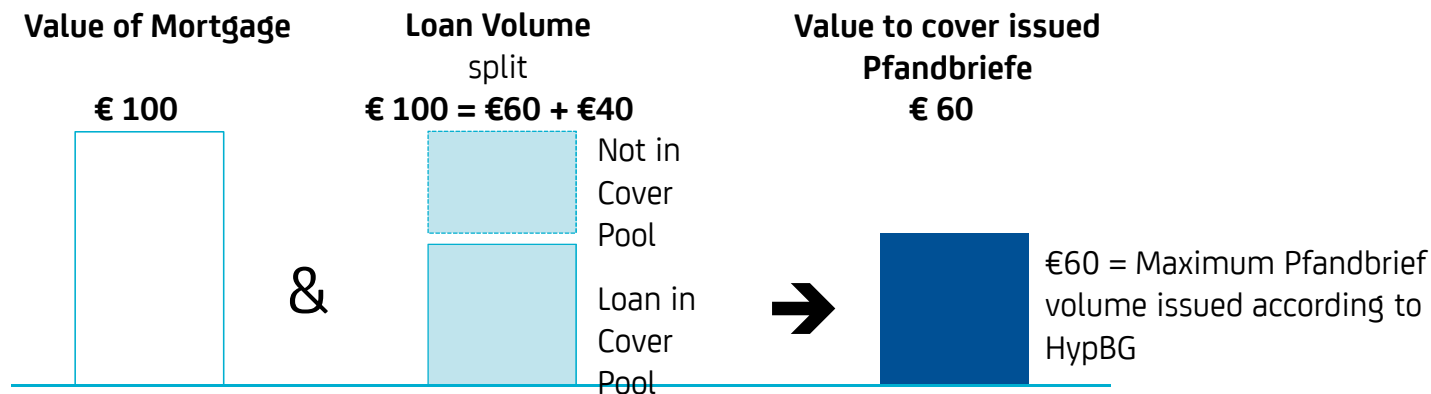 Value of Mortgage
€ 100
Loan Volume
split
€ 100 = €60 + €40
Value to cover issued
Pfandbriefe
€ 60
Not in
Cover
Pool
&
Loan in
Cover
Pool
€60 = Maximum Pfandbrief
volume issued according to
HypBG